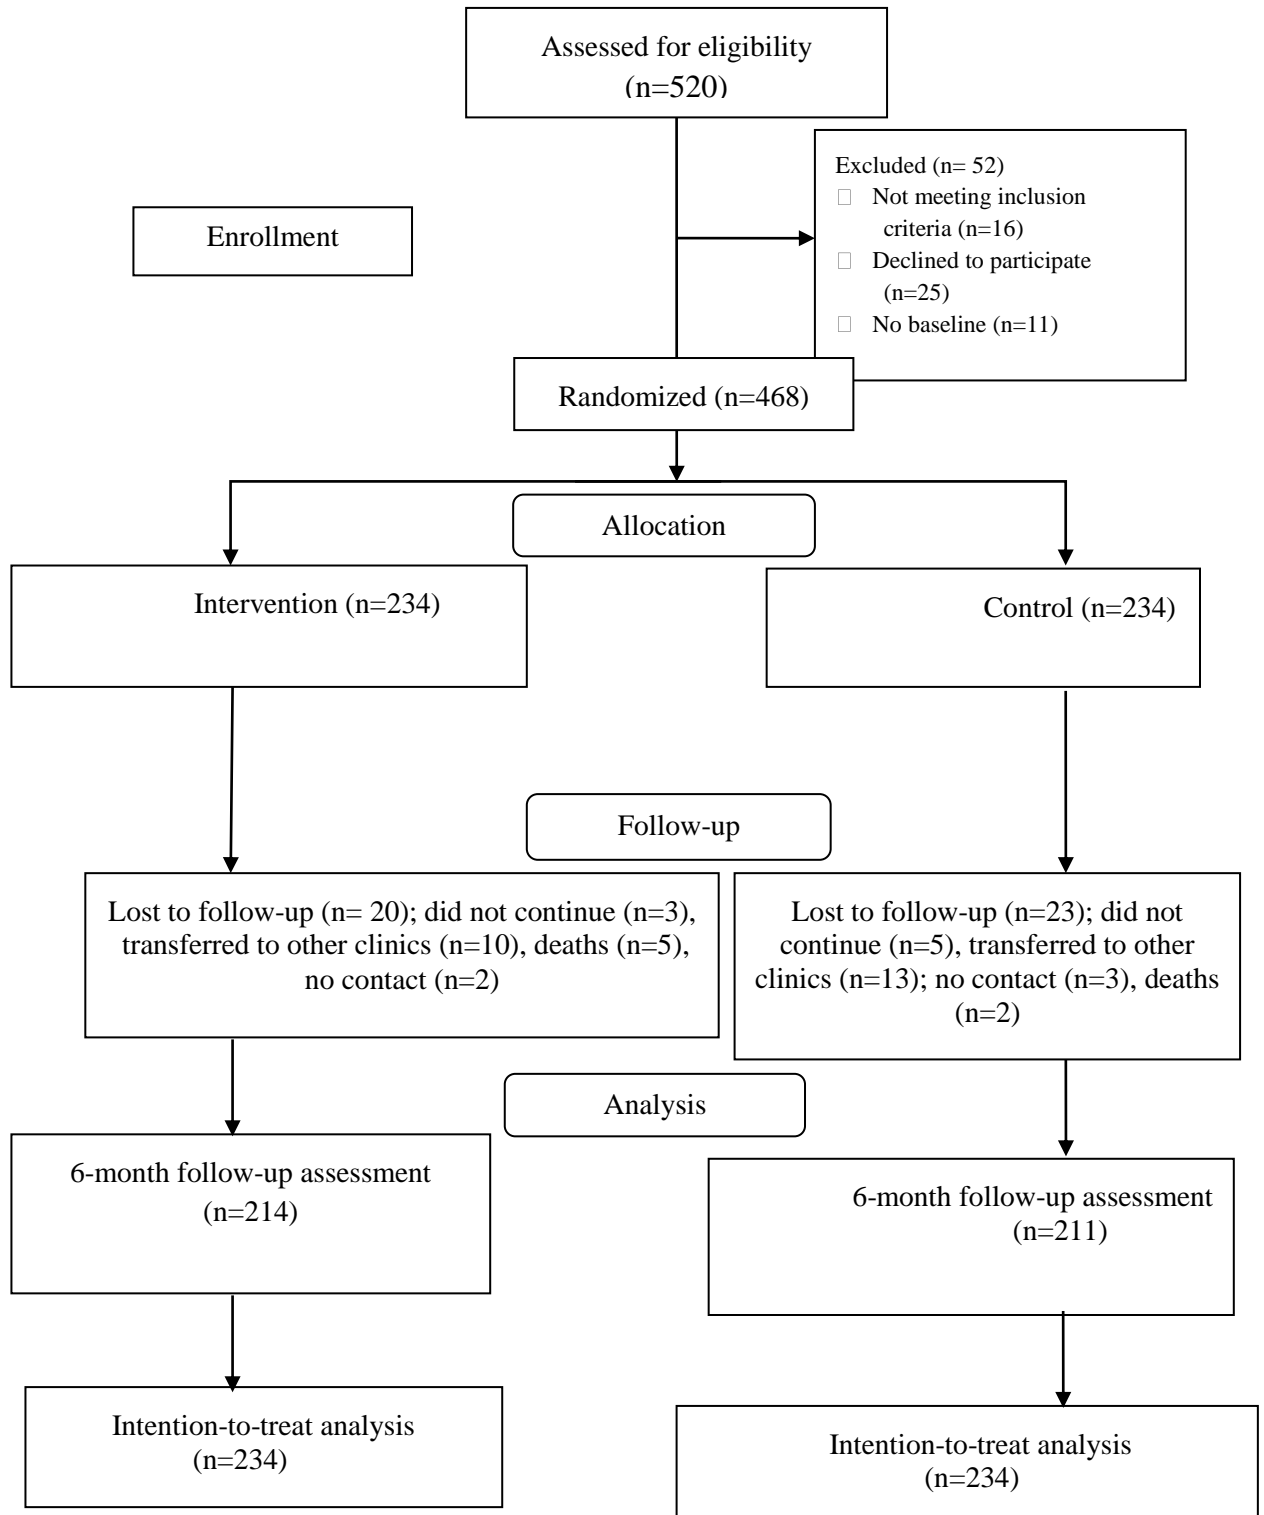 Assessed for eligibility
(n=520)
Excluded (n= 52)
Not meeting inclusion
criteria (n=16)
Declined to participate
(n=25)
No baseline (n=11)
Enrollment
Randomized (n=468)
Allocation
Intervention (n=234)
Control (n=234)
Follow-up
Lost to follow-up (n= 20); did not continue (n=3),
transferred to other clinics (n=10), deaths (n=5),
no contact (n=2)
Lost to follow-up (n=23); did not
continue (n=5), transferred to other
clinics (n=13); no contact (n=3), deaths
(n=2)
Analysis
6-month follow-up assessment
(n=214)
6-month follow-up assessment
(n=211)
Intention-to-treat analysis
(n=234)
Intention-to-treat analysis
(n=234)